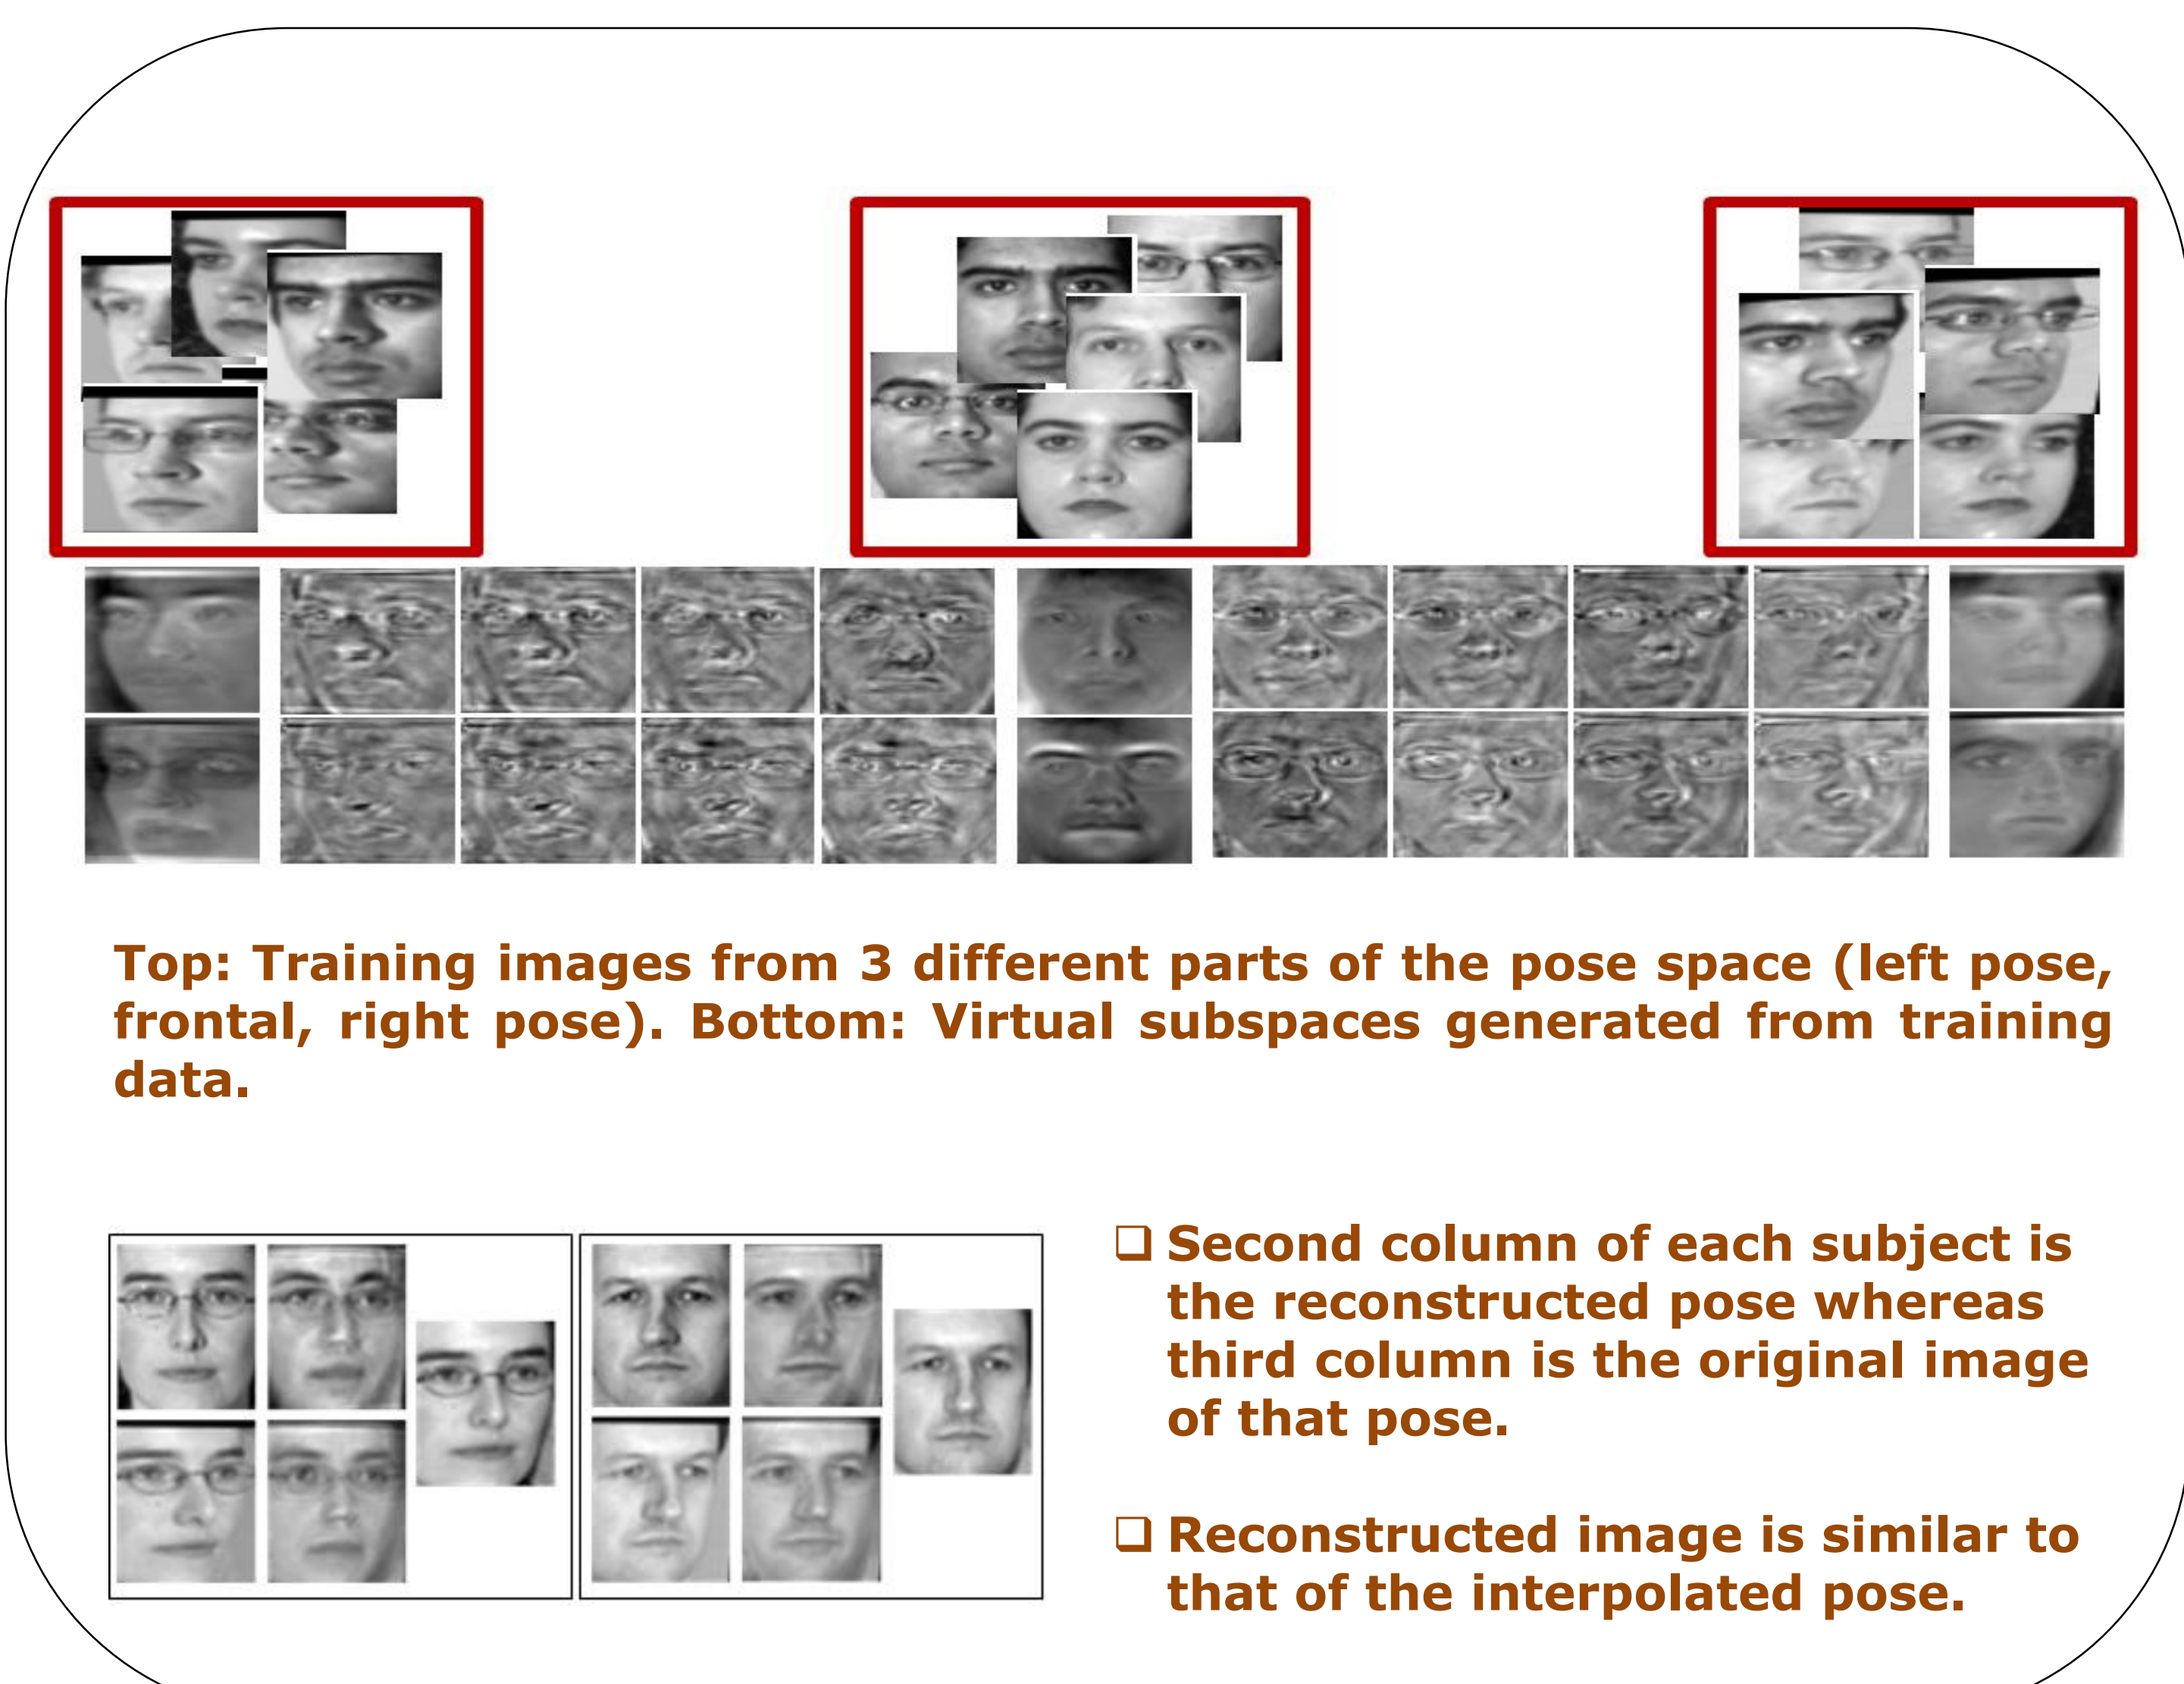 Top: Training images from 3 different parts of the pose space (left pose,
frontal, right pose). Bottom: Virtual subspaces generated from training
data.
❑ Second column of each subject is
the reconstructed pose whereas
third column is the original image
of that pose.
❑ Reconstructed image is similar to
that of the interpolated pose.